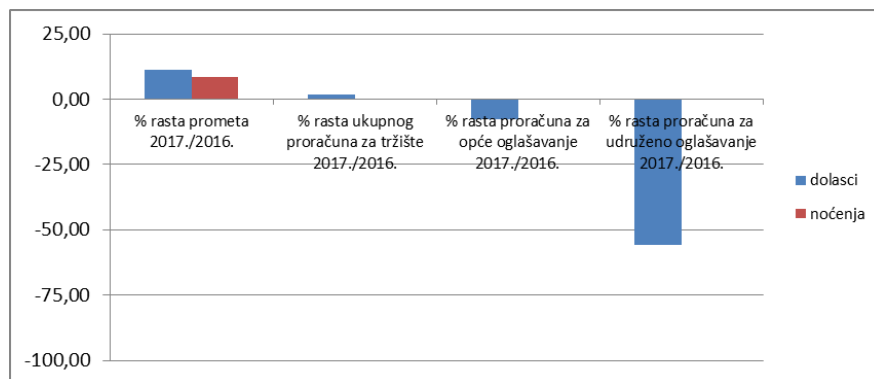 25,00
0,00
-25,00
-50,00
-75,00
-100,00
% rasta prometa
2017./2016.
% rasta ukupnog
proračuna za tržište
2017./2016.
% rasta proračuna za
opće oglašavanje
2017./2016.
% rasta proračuna za
udruženo oglašavanje
2017./2016.
dolasci
noćenja